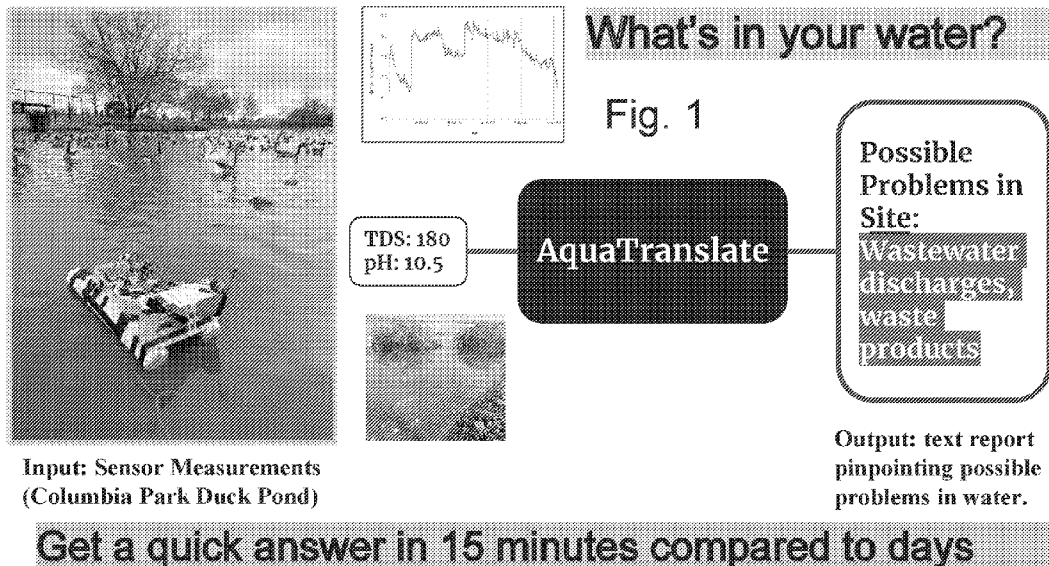 What's in your water?
Fig. 1
TDS: 180
pH: 10.5
AquaTranslate
Possible
Problems in
Site:
Wastewater
discharges,
waste
products
Input: Sensor Measurements
(Columbia Park Duck Pond)
Output: text report
pinpointing possible
problems in water.
Get a quick answer in 15 minutes compared to days